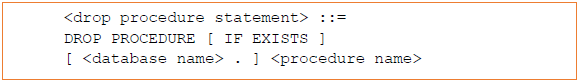 <drop procedure statement> ::=
DROP PROCEDURE [ IF EXISTS ]
[ <database name> . ] <procedure name>